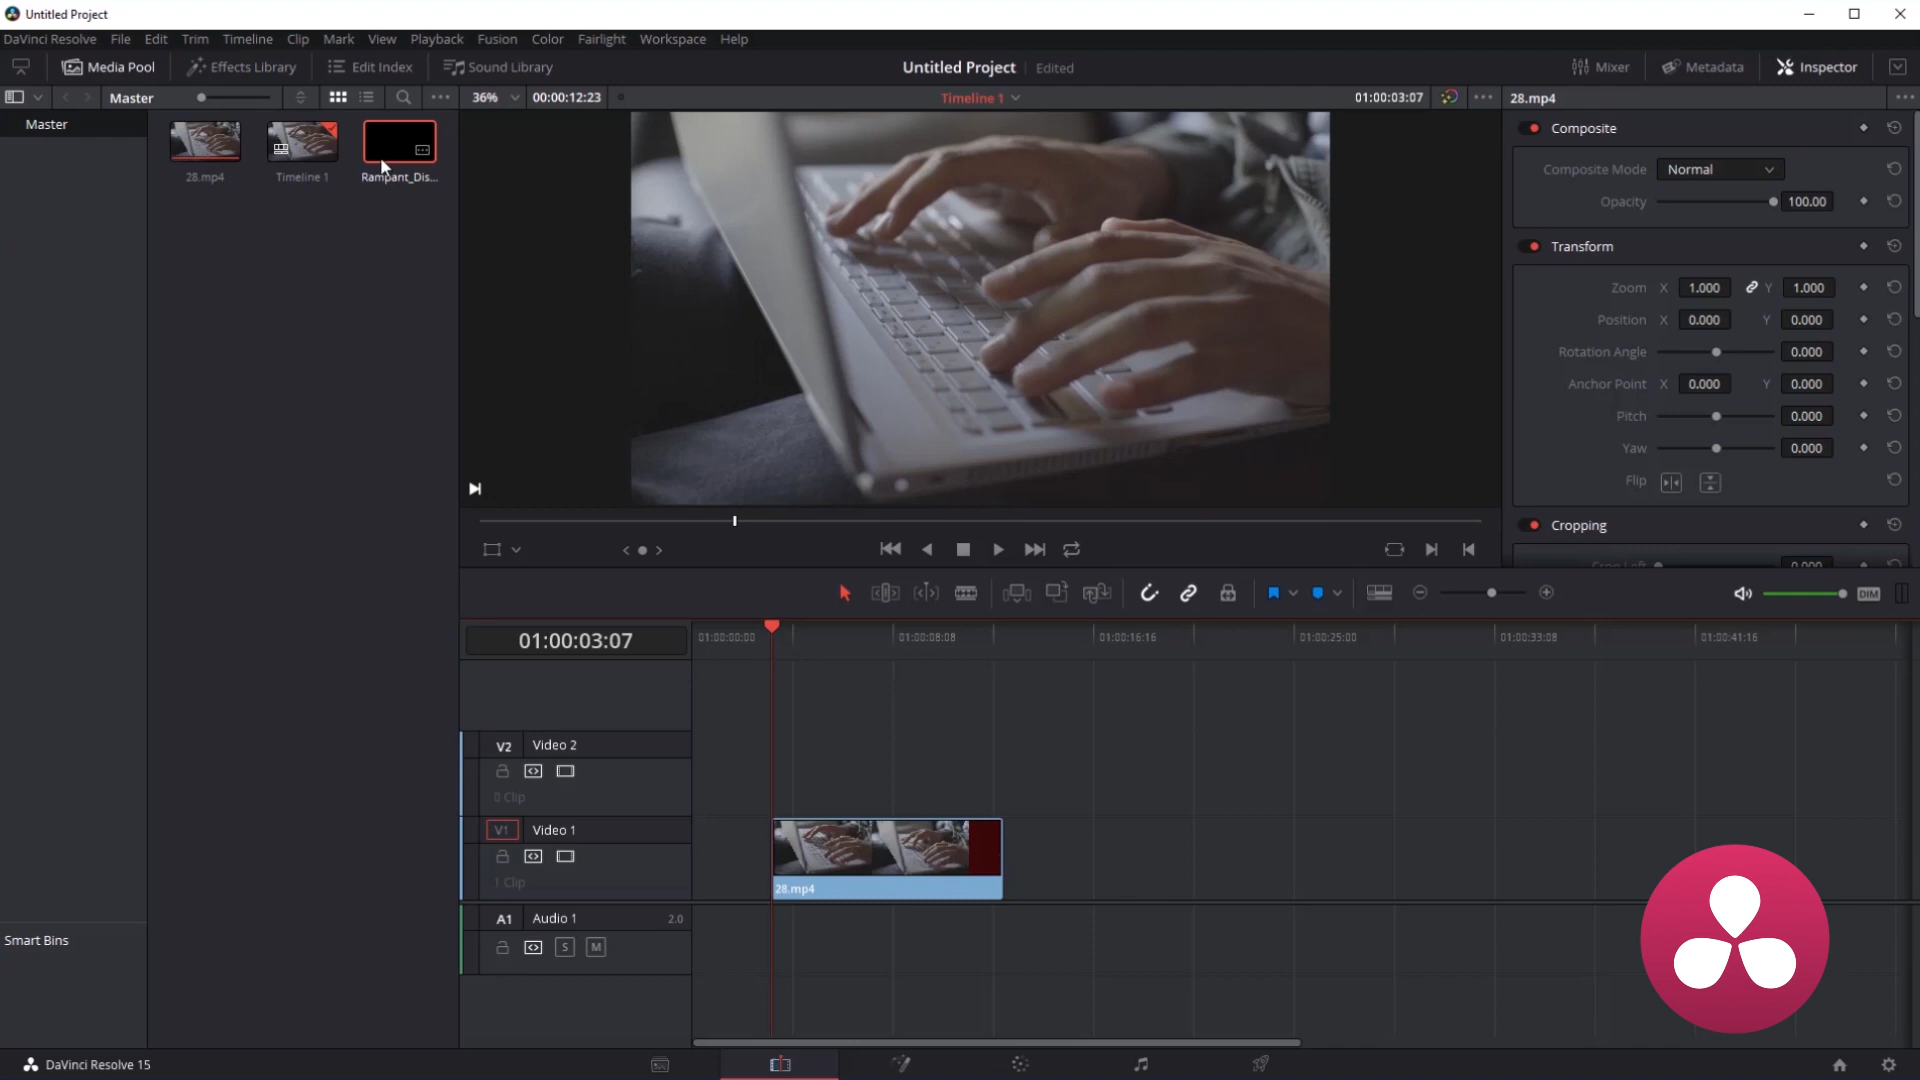 Untitled Project
DaVinci Resolve File Edit Trim Timeline Clip Mark View Playback Fusion Color Fairlight Workspace Help
Media Pool Effects Library Edit Index Sound Library Untitled Project Edited Mixer Metadata Inspector
Master 36% 00:00:12:23 Timeline 1 01:00:03:07 28.mp4
Master
28.mp4 Timeline 1 Rampant_Dis...
Composite
Composite Mode Normal
Opacity 100.00
Transform
Zoom X 1.000 Y 1.000
Position X 0.000 Y 0.000
Rotation Angle 0.000
Anchor Point X 0.000 Y 0.000
Pitch 0.000
Yaw 0.000
Flip
Cropping
Crop Left 0.000
DIM
01:00:03:07 01:00:00:00 01:00:08:08 01:00:16:16 01:00:25:00 01:00:33:08 01:00:41:16
V2 Video 2
0 Clip
V1 Video 1
1 Clip
28.mp4
A1 Audio 1 2.0
S M
Smart Bins
DaVinci Resolve 15